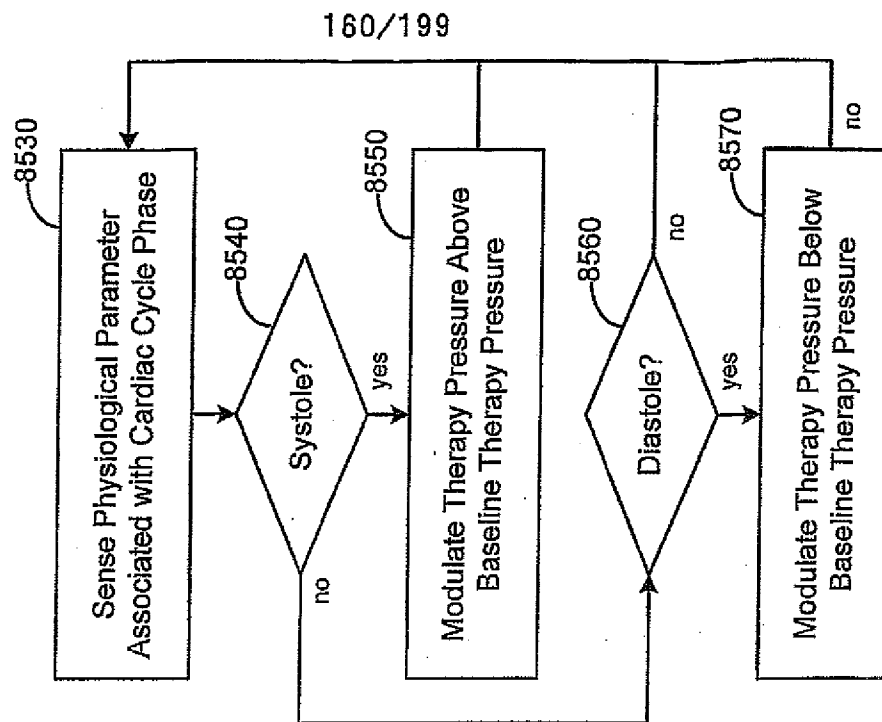 160/199
8530
Sense Physiological Parameter
Associated with Cardiac Cycle Phase
8540
Systole?
yes
no
8550
Modulate Therapy Pressure Above
Baseline Therapy Pressure
8560
Diastole?
no
yes
8570
Modulate Therapy Pressure Below
Baseline Therapy Pressure
no